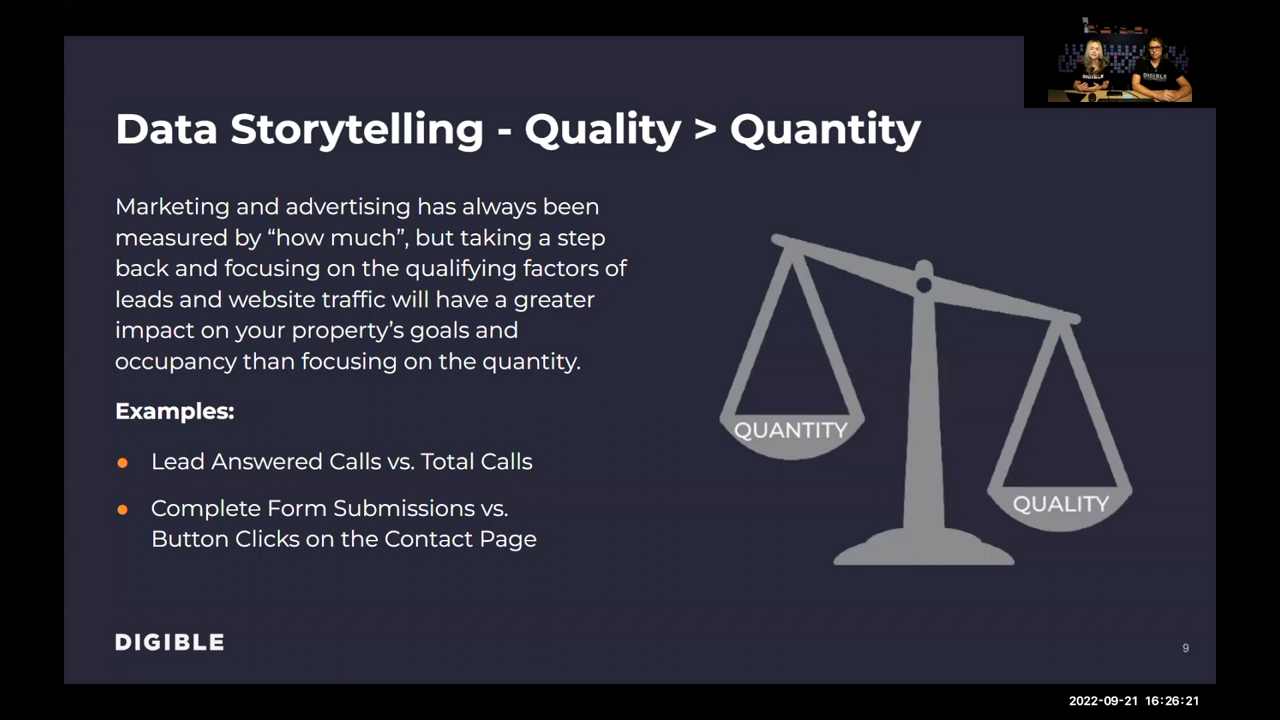 Data Storytelling - Quality > Quantity
Marketing and advertising has always been
measured by “how much”, but taking a step
back and focusing on the qualifying factors of
leads and website traffic will have a greater
impact on your property’s goals and
occupancy than focusing on the quantity.
Examples:
● Lead Answered Calls vs. Total Calls
● Complete Form Submissions vs.
Button Clicks on the Contact Page
QUANTITY
QUALITY
DIGIBLE
9
DIGIBLE
DIGIBLE
2022-09-21 16:26:21